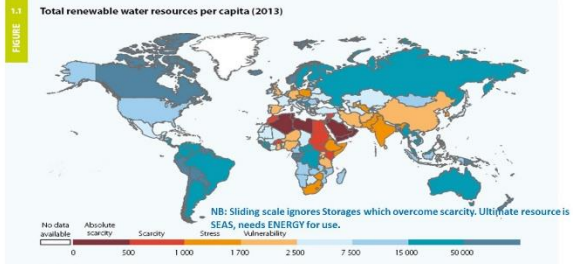 1.1
FIGURE
Total renewable water resources per capita (2013)
NB: Sliding scale ignores Storages which overcome scarcity. Ultimate resource is
SEAS, needs ENERGY for use.
No data
available
Absolute
scarcity
Scarcity
Stress
Vulnerability
0
500
1 000
1 700
2 500
7 500
15 000
50 000